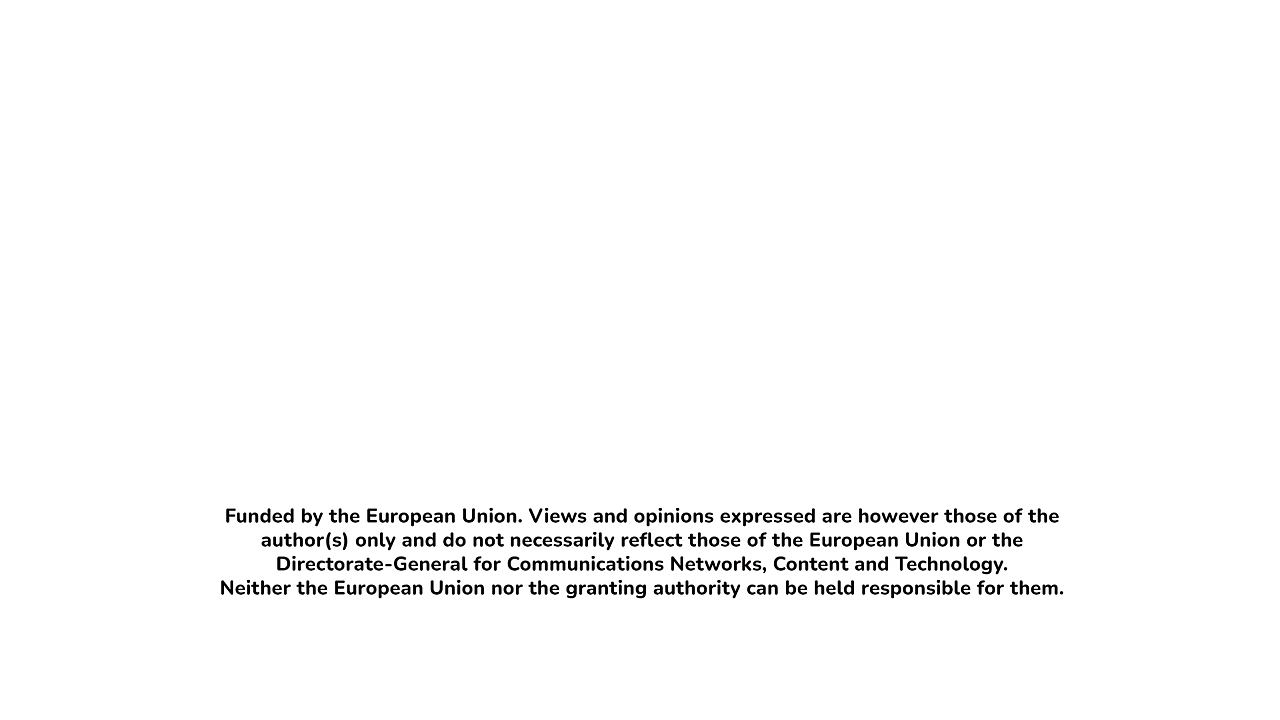 Funded by the European Union. Views and opinions expressed are however those of the
author(s) only and do not necessarily reflect those of the European Union or the
Directorate-General for Communications Networks, Content and Technology.
Neither the European Union nor the granting authority can be held responsible for them.